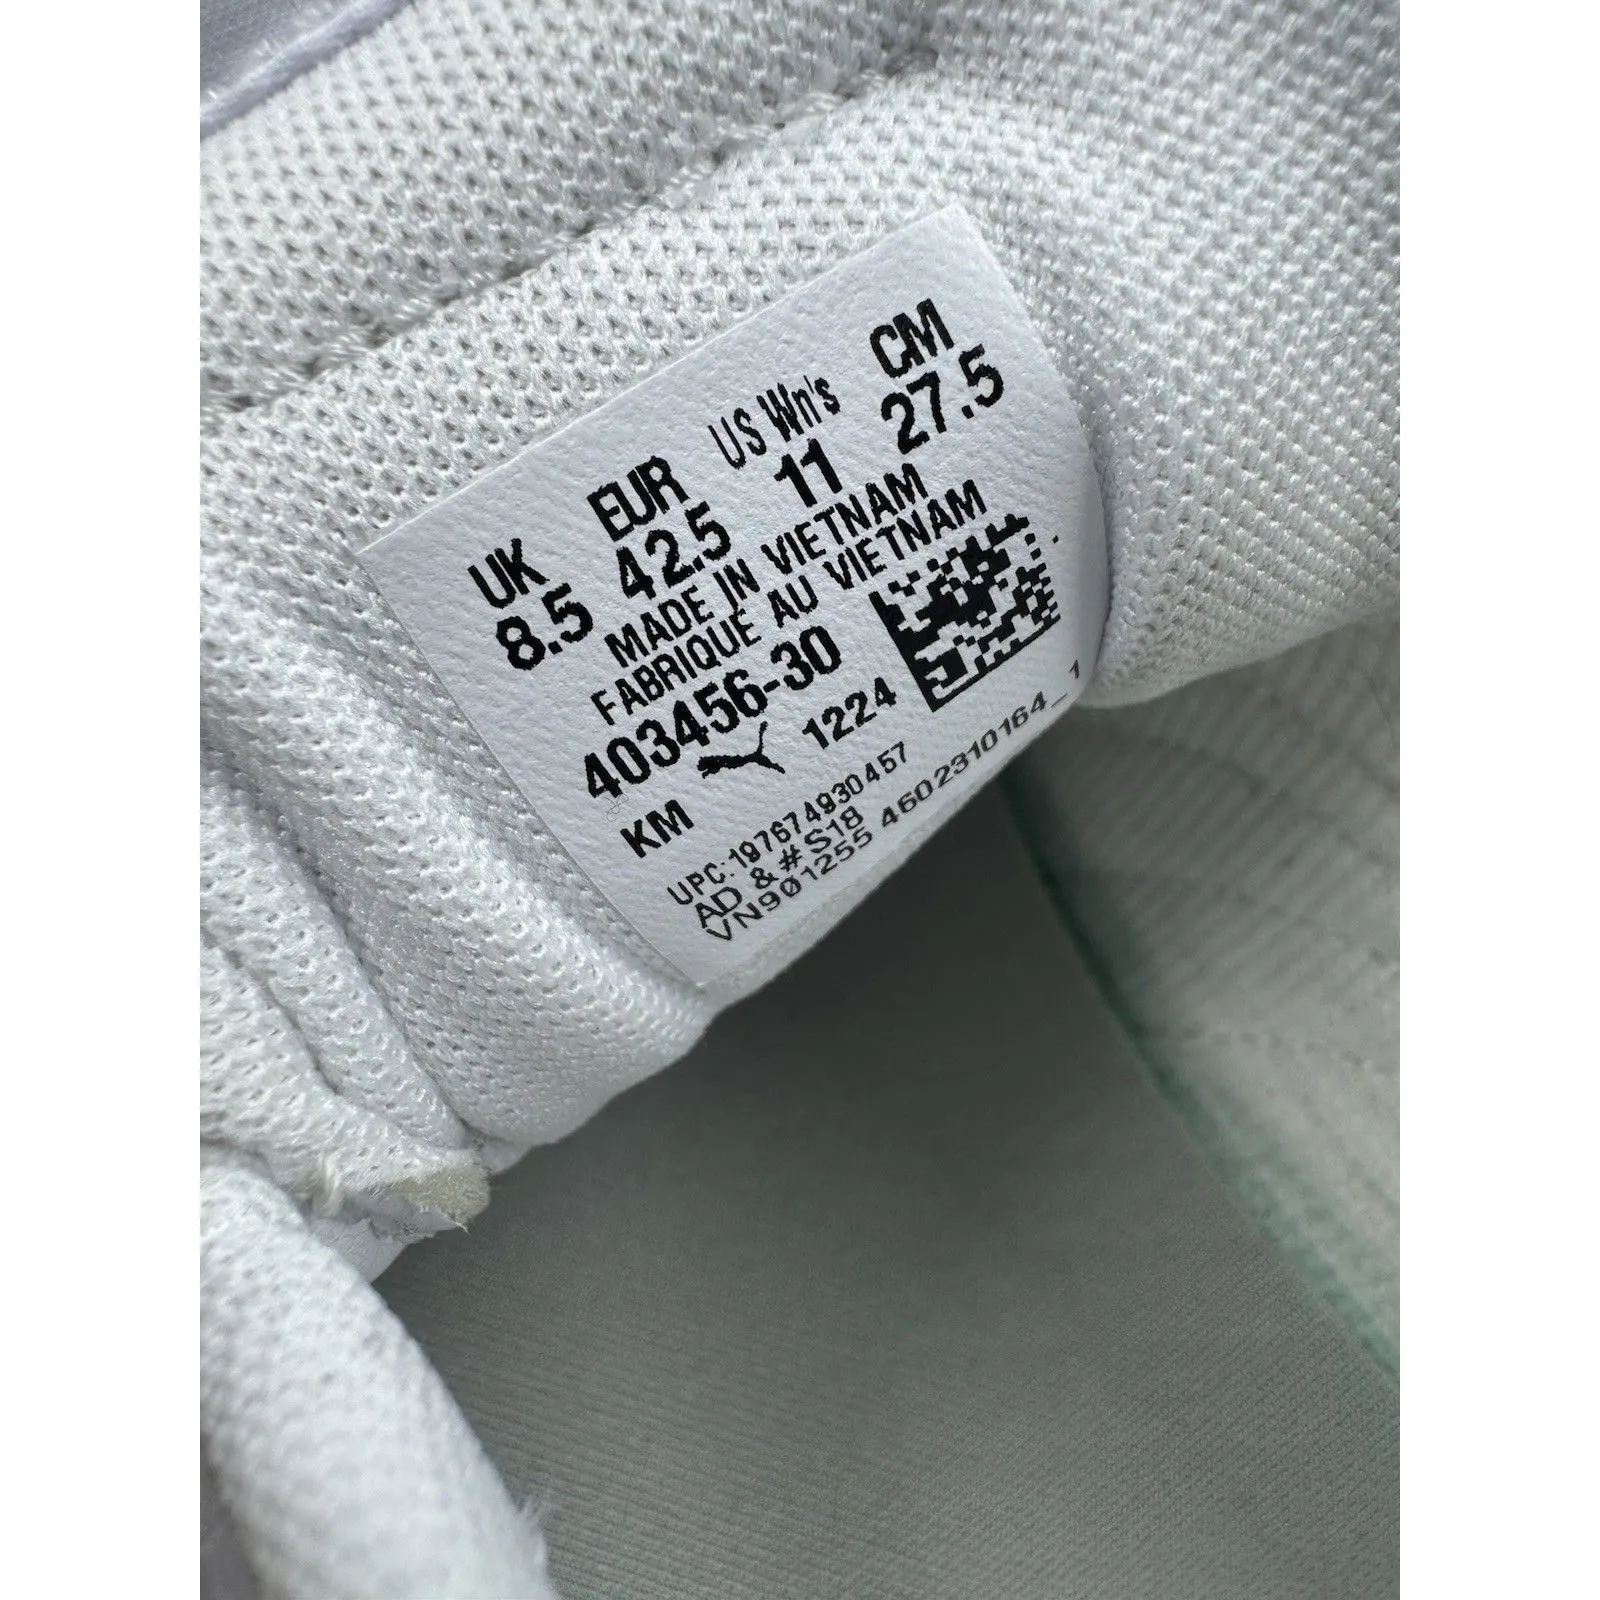 UK EUR US Wn's CM
8.5 42.5 11 27.5
MADE IN VIETNAM
FABRIQUÉ AU VIETNAM
403456-30
KM 1224
UPC:197674930457
AD & #S18
VN901255 4602310164_1